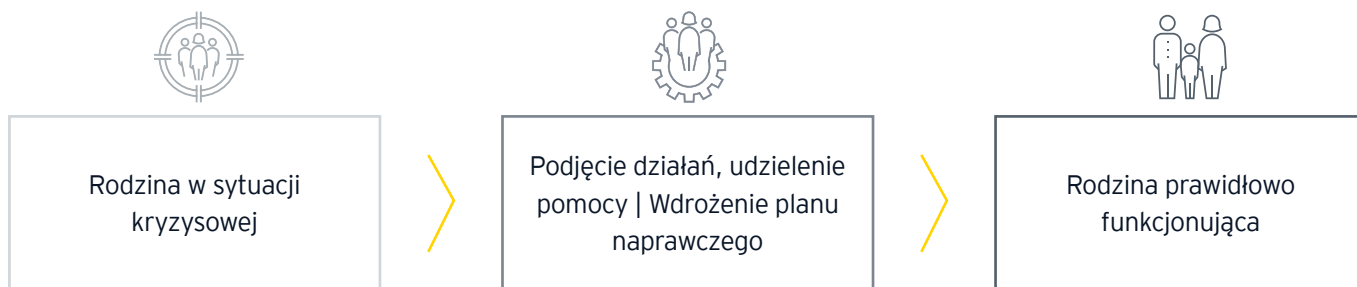 Rodzina w sytuacji
kryzysowej
Podjęcie działań, udzielenie
pomocy | Wdrożenie planu
naprawczego
Rodzina prawidłowo
funkcjonująca